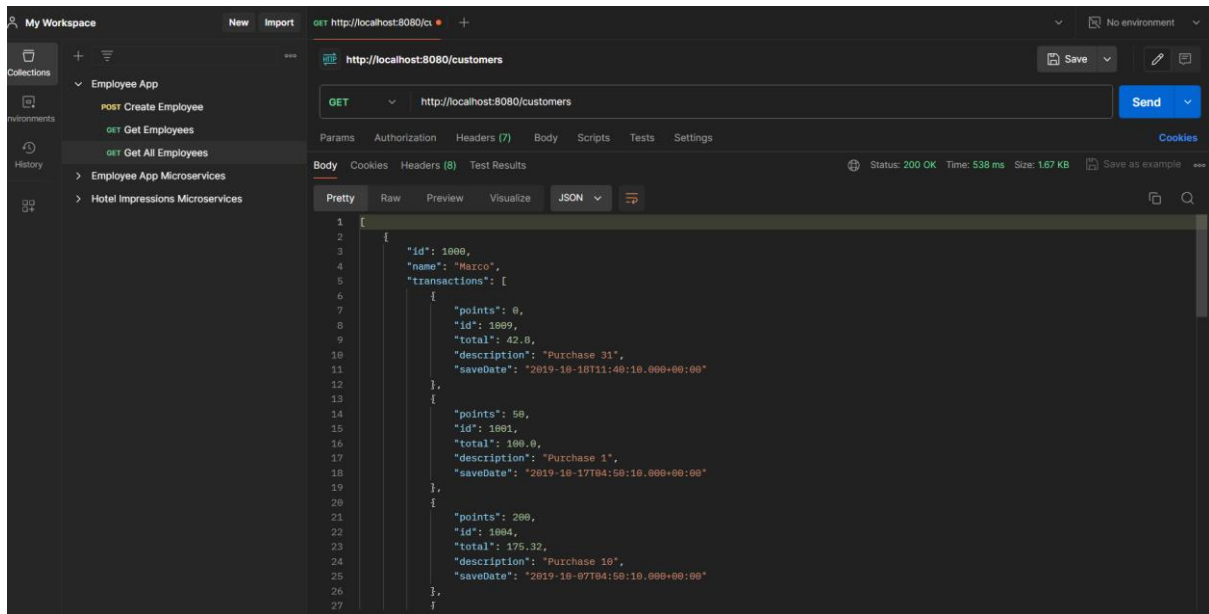 My Workspace New Import GET http://localhost:8080/cu No environment
Collections
HTTP http://localhost:8080/customers Save
Employee App
POST Create Employee
GET http://localhost:8080/customers Send
nvironments
GET Get Employees
Params Authorization Headers (7) Body Scripts Tests Settings Cookies
GET Get All Employees
History
Body Cookies Headers (8) Test Results Status: 200 OK Time: 538 ms Size: 1.67 KB Save as example
Employee App Microservices
Hotel Impressions Microservices
Pretty Raw Preview Visualize JSON
1 [
2 {
3 "id": 1000,
4 "name": "Marco",
5 "transactions": [
6 {
7 "points": 0,
8 "id": 1009,
9 "total": 42.8,
10 "description": "Purchase 31",
11 "saveDate": "2019-10-18T11:40:10.000+00:00"
12 },
13 {
14 "points": 50,
15 "id": 1001,
16 "total": 100.0,
17 "description": "Purchase 1",
18 "saveDate": "2019-10-17T04:50:10.000+00:00"
19 },
20 {
21 "points": 200,
22 "id": 1004,
23 "total": 175.32,
24 "description": "Purchase 10",
25 "saveDate": "2019-10-07T04:50:10.000+00:00"
26 },
27 {